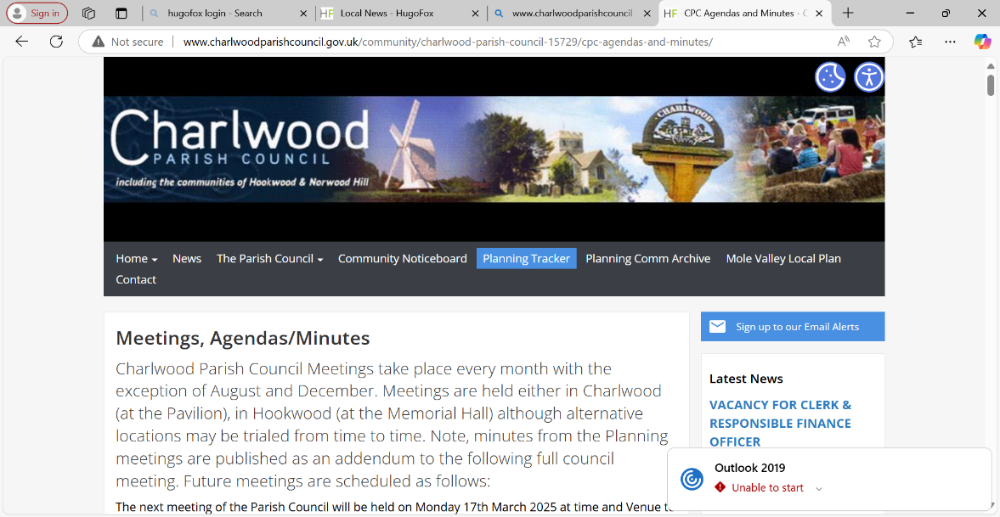 Sign in
hugofox login - Search
HF Local News - HugoFox
www.charlwoodparishcouncil
HF CPC Agendas and Minutes - C
Not secure
www.charlwoodparishcouncil.gov.uk/community/charlwood-parish-council-15729/cpc-agendas-and-minutes/
CHARLWOOD
Charlwood
PARISH COUNCIL
including the communities of Hookwood & Norwood Hill
Home News The Parish Council Community Noticeboard Planning Tracker Planning Comm Archive Mole Valley Local Plan
Contact
Meetings, Agendas/Minutes
Charlwood Parish Council Meetings take place every month with the
exception of August and December. Meetings are held either in Charlwood
(at the Pavilion), in Hookwood (at the Memorial Hall) although alternative
locations may be trialed from time to time. Note, minutes from the Planning
meetings are published as an addendum to the following full council
meeting. Future meetings are scheduled as follows:
The next meeting of the Parish Council will be held on Monday 17th March 2025 at time and Venue
Sign up to our Email Alerts
Latest News
VACANCY FOR CLERK &
RESPONSIBLE FINANCE
OFFICER
Outlook 2019
Unable to start